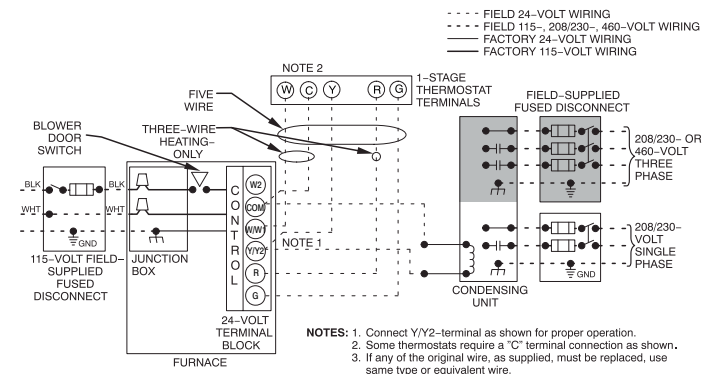 FIELD 24-VOLT WIRING
FIELD 115-, 208/230-, 460-VOLT WIRING
FACTORY 24-VOLT WIRING
FACTORY 115-VOLT WIRING
NOTE 2
W C Y R G
1-STAGE
THERMOSTAT
TERMINALS
FIVE
WIRE
THREE-WIRE
HEATING-
ONLY
BLOWER
DOOR
SWITCH
FIELD-SUPPLIED
FUSED DISCONNECT
208/230- OR
460-VOLT
THREE
PHASE
BLK
BLK
WHT
WHT
GND
115-VOLT FIELD-
SUPPLIED
FUSED
DISCONNECT
JUNCTION
BOX
CONTROL
W2
COM
W/W1
Y/Y2
R
G
NOTE 1
24-VOLT
TERMINAL
BLOCK
FURNACE
208/230-
VOLT
SINGLE
PHASE
GND
CONDENSING
UNIT
NOTES: 1. Connect Y/Y2-terminal as shown for proper operation.
2. Some thermostats require a "C" terminal connection as shown.
3. If any of the original wire, as supplied, must be replaced, use
same type or equivalent wire.